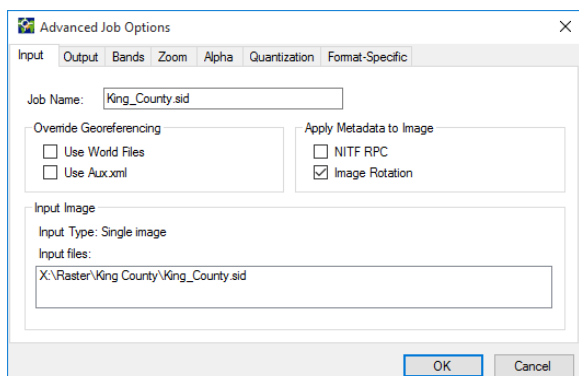 Advanced Job Options
Input Output Bands Zoom Alpha Quantization Format-Specific
Job Name: King_County.sid
Override Georeferencing
Use World Files
Use Aux.xml
Apply Metadata to Image
NITF RPC
Image Rotation
Input Image
Input Type: Single image
Input files:
X:\Raster\King County\King_County.sid
OK Cancel